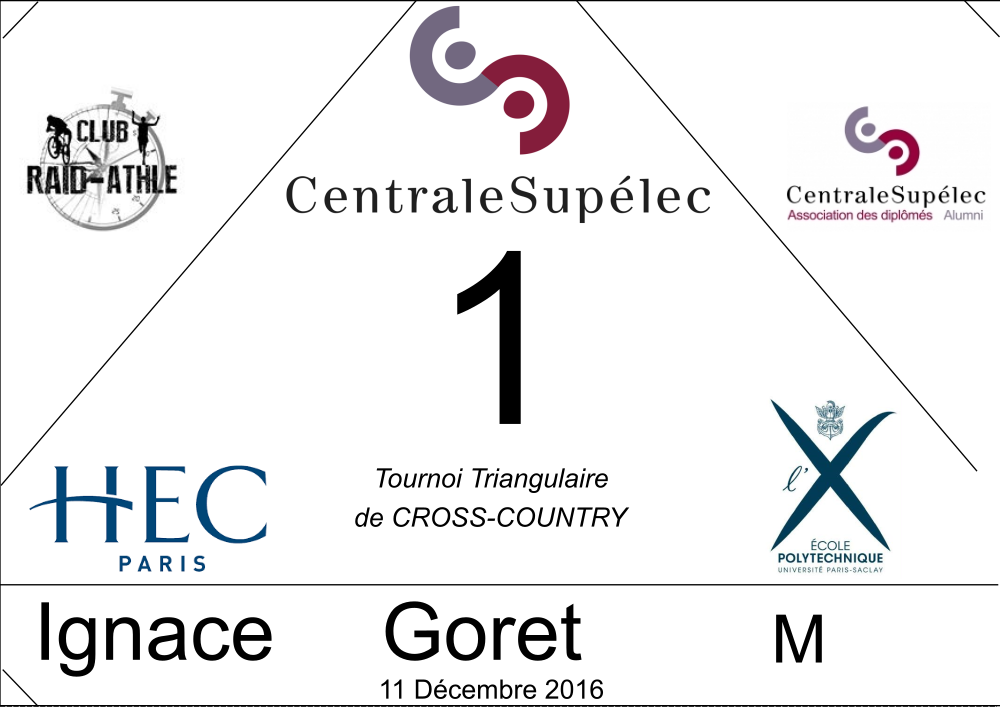 CLUB
RAID-ATHLE
CentraleSupélec
CentraleSupélec
Association des diplômés Alumni
1
HEC
PARIS
Tournoi Triangulaire
de CROSS-COUNTRY
l'X
ÉCOLE
POLYTECHNIQUE
UNIVERSITÉ PARIS-SACLAY
Ignace Goret M
11 Décembre 2016